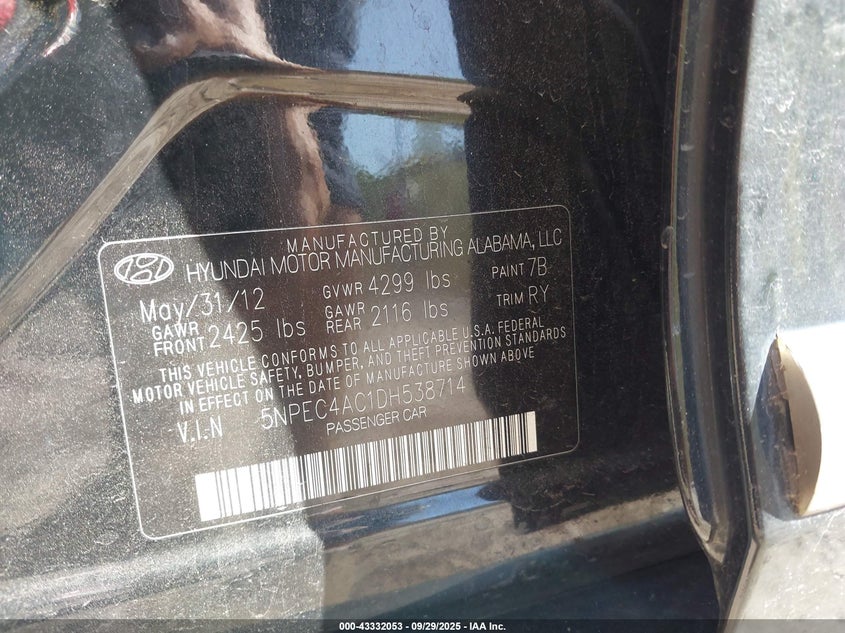 MANUFACTURED BY
HYUNDAI MOTOR MANUFACTURING ALABAMA, LLC
May/31/12 GVWR 4299 lbs PAINT 7B
GAWR FRONT 2425 lbs GAWR REAR 2116 lbs TRIM RY
THIS VEHICLE CONFORMS TO ALL APPLICABLE U.S.A. FEDERAL
MOTOR VEHICLE SAFETY, BUMPER, AND THEFT PREVENTION STANDARDS
IN EFFECT ON THE DATE OF MANUFACTURE SHOWN ABOVE
V.I.N 5NPEC4AC1DH538714
PASSENGER CAR
000-43332053 - 09/29/2025 - IAA Inc.